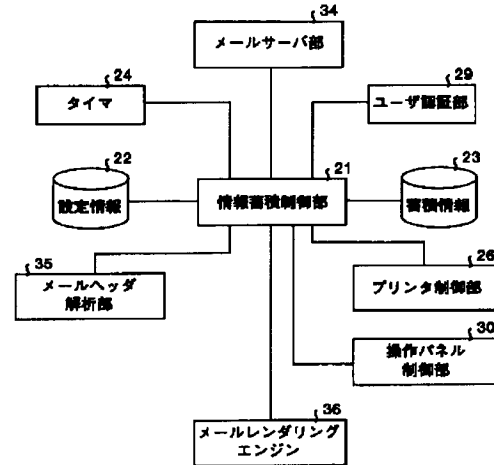 34
メールサーバ部
24
タイマ
29
ユーザ認証部
22
設定情報
21
情報蓄積制御部
23
蓄積情報
35
メールヘッダ
解析部
26
プリンタ制御部
30
操作パネル
制御部
36
メールレンダリング
エンジン